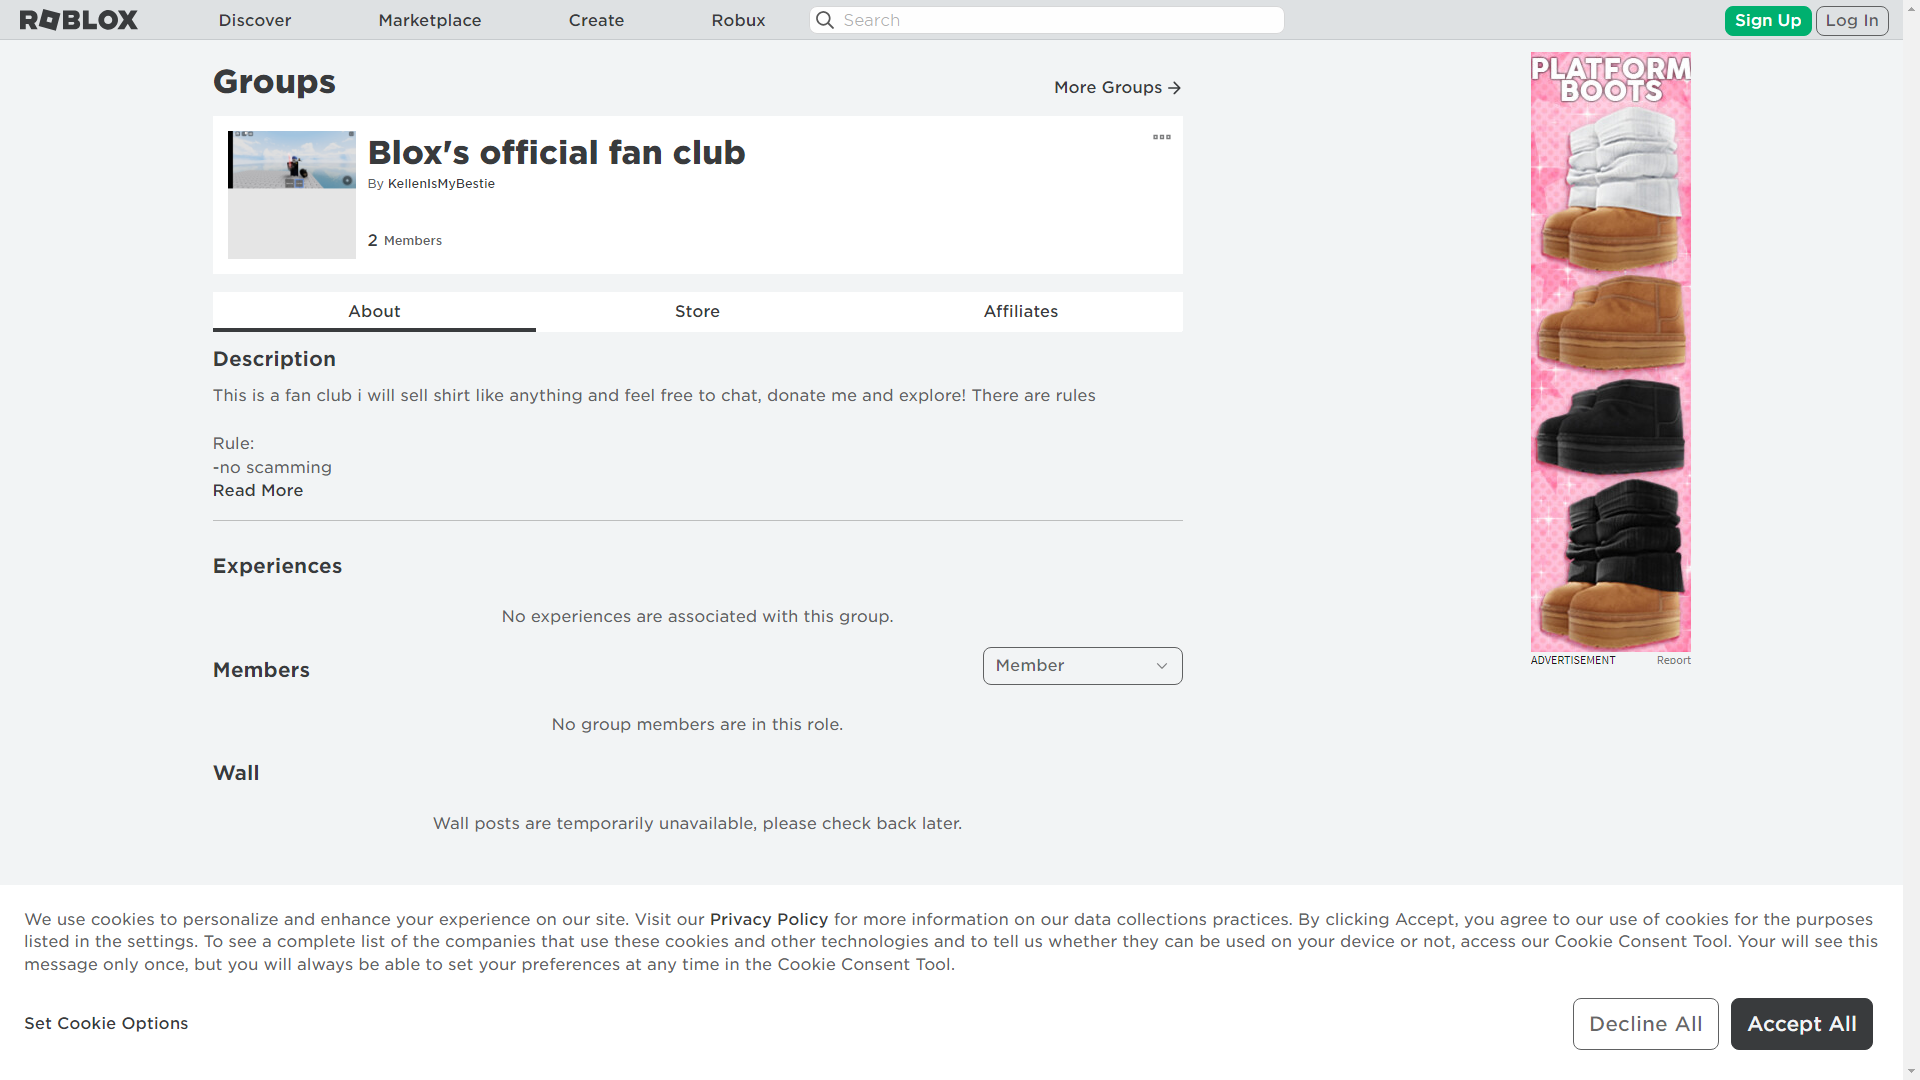 ROBLOX
Discover
Marketplace
Create
Robux
Search
Sign Up
Log In
Groups
More Groups
Blox's official fan club
By KellenIsMyBestie
2 Members
About
Store
Affiliates
Description
This is a fan club i will sell shirt like anything and feel free to chat, donate me and explore! There are rules
Rule:
-no scamming
Read More
Experiences
No experiences are associated with this group.
Members
Member
No group members are in this role.
Wall
Wall posts are temporarily unavailable, please check back later.
PLATFORM
BOOTS
ADVERTISEMENT
Report
We use cookies to personalize and enhance your experience on our site. Visit our Privacy Policy for more information on our data collections practices. By clicking Accept, you agree to our use of cookies for the purposes
listed in the settings. To see a complete list of the companies that use these cookies and other technologies and to tell us whether they can be used on your device or not, access our Cookie Consent Tool. Your will see this
message only once, but you will always be able to set your preferences at any time in the Cookie Consent Tool.
Set Cookie Options
Decline All
Accept All